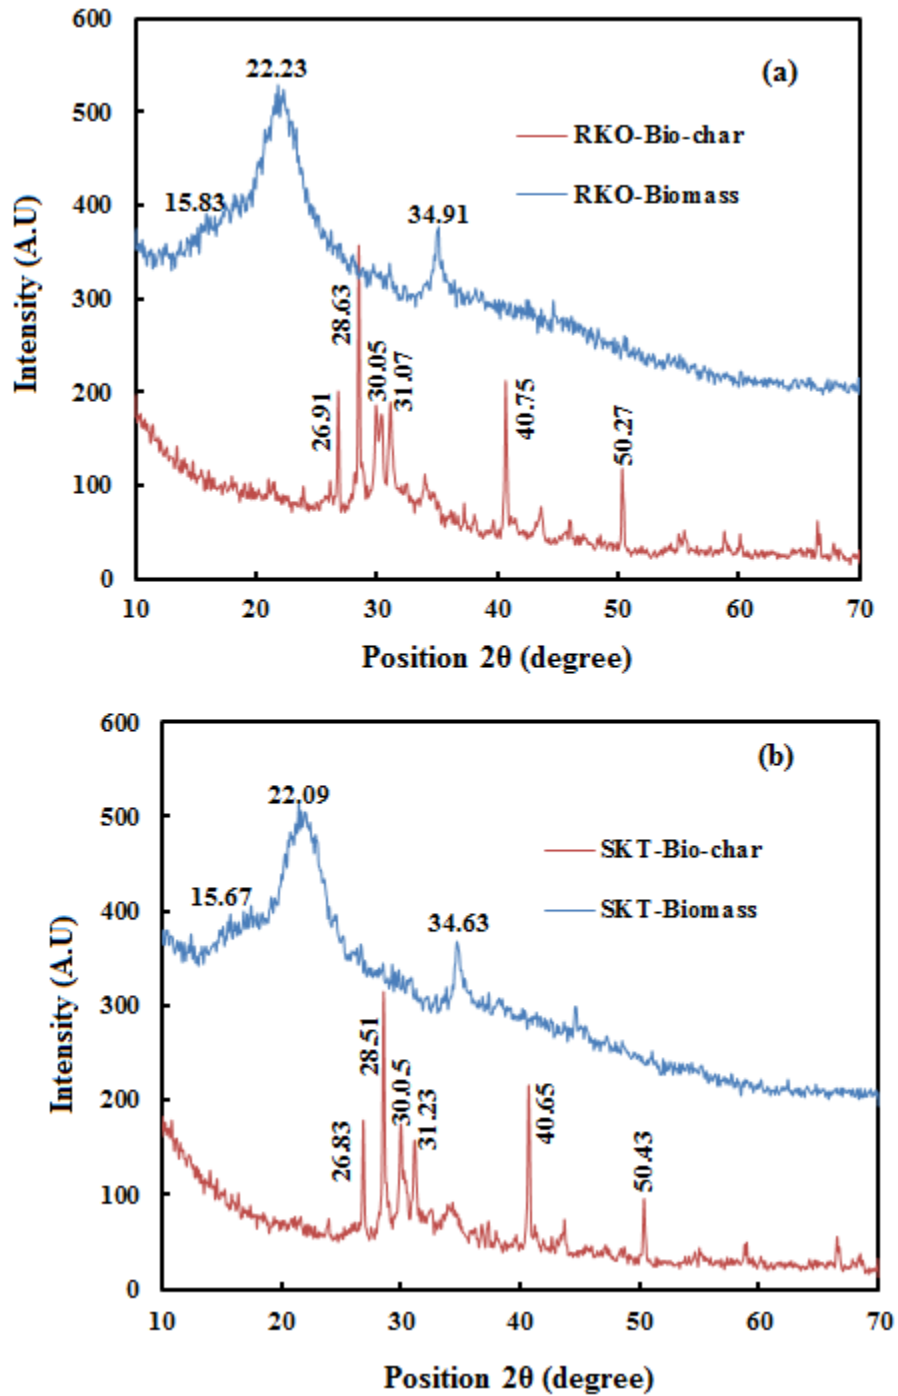 600
500
400
300
200
100
0
Intensity (A.U)
(a)
22.23
15.83
34.91
RKO-Bio-char
RKO-Biomass
26.91
28.63
30.05
31.07
40.75
50.27
10 20 30 40 50 60 70
Position 2θ (degree)
600
500
400
300
200
100
0
Intensity (A.U)
(b)
22.09
15.67
34.63
SKT-Bio-char
SKT-Biomass
26.83
28.51
30.05
31.23
40.65
50.43
10 20 30 40 50 60 70
Position 2θ (degree)